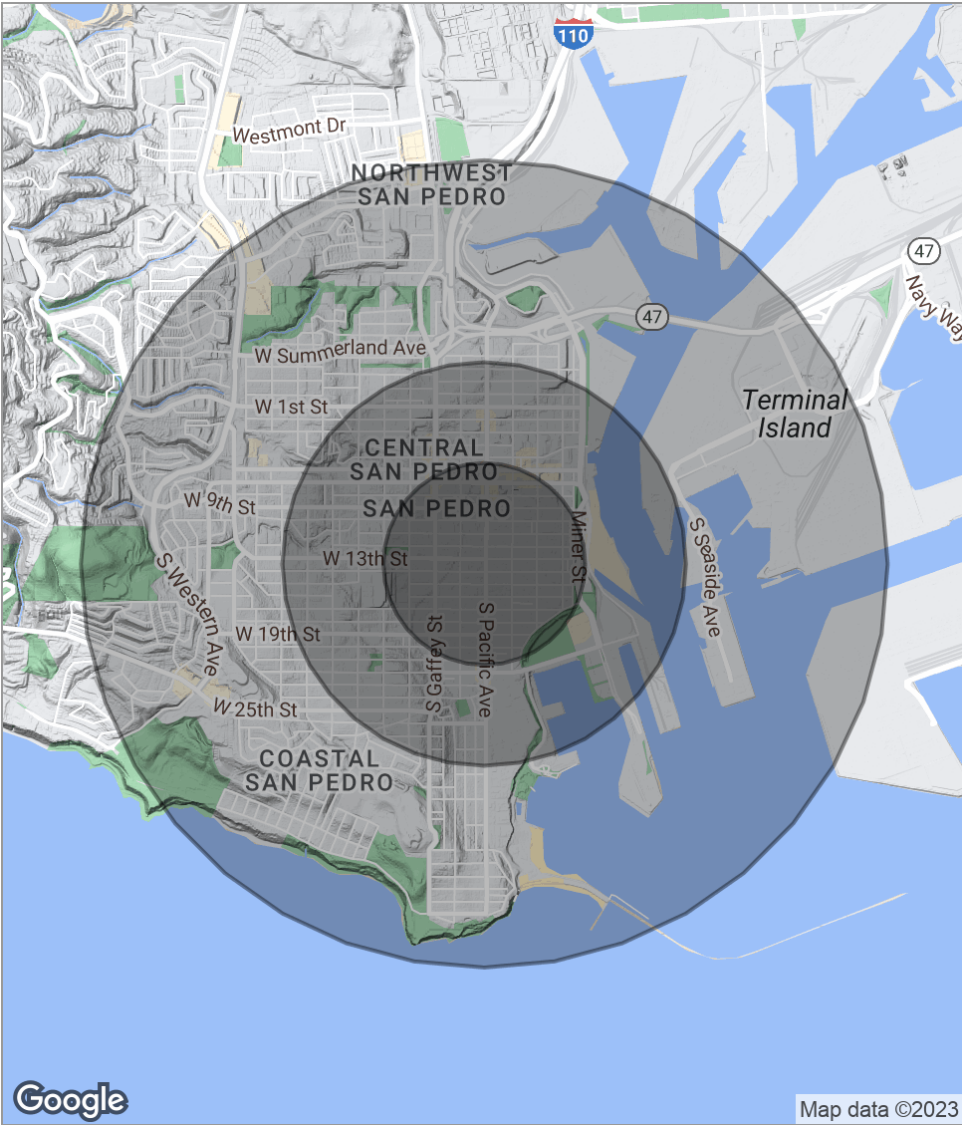 110
Westmont Dr
NORTHWEST
SAN PEDRO
47
Navy Way
47
W Summerland Ave
Terminal
Island
W 1st St
CENTRAL
SAN PEDRO
W 9th St
SAN PEDRO
Miner St
S Seaside Ave
W 13th St
S Western Ave
W 19th St
S Gaffey St
S Pacific Ave
W 25th St
COASTAL
SAN PEDRO
Google
Map data ©2023